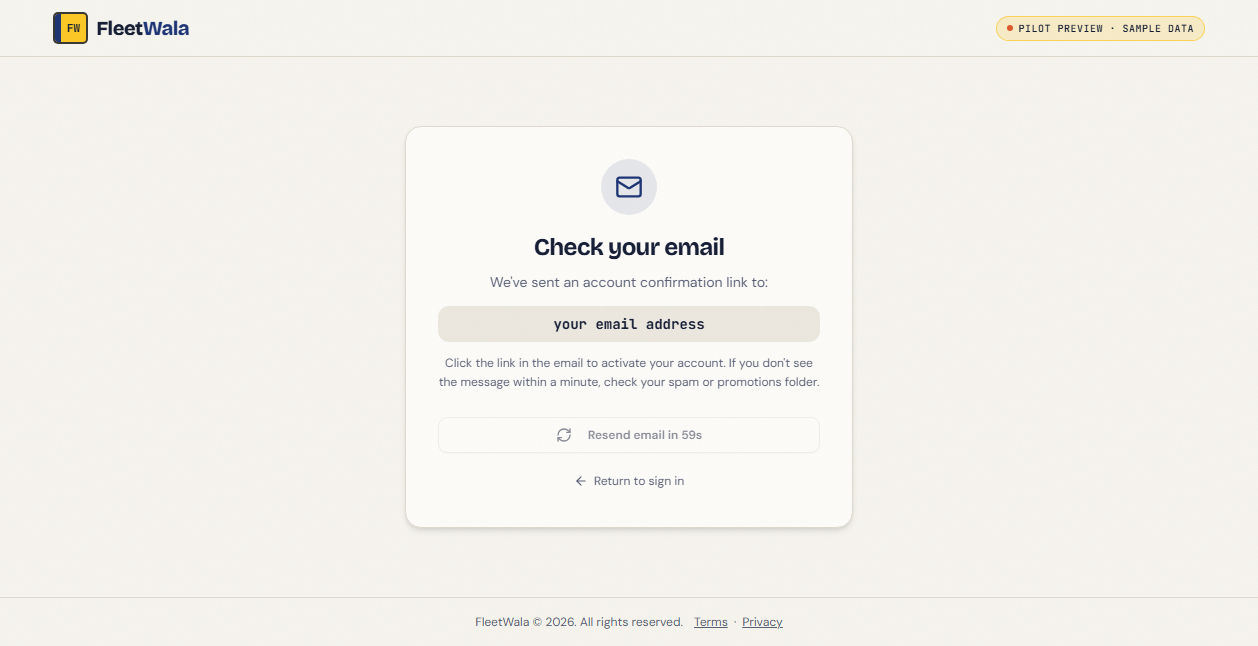 FW FleetWala
PILOT PREVIEW · SAMPLE DATA
Check your email
We've sent an account confirmation link to:
your email address
Click the link in the email to activate your account. If you don't see
the message within a minute, check your spam or promotions folder.
Resend email in 59s
Return to sign in
FleetWala © 2026. All rights reserved. Terms · Privacy